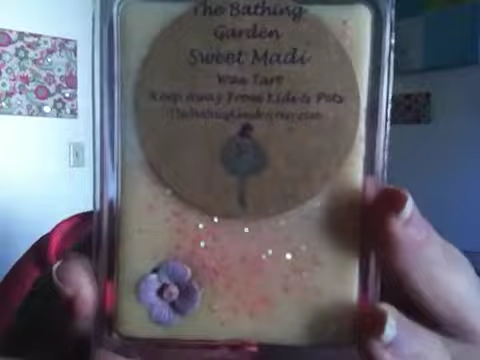 The Bathing
Garden
Sweet Madi
Wax Tart
Keep Away From Kids & Pets